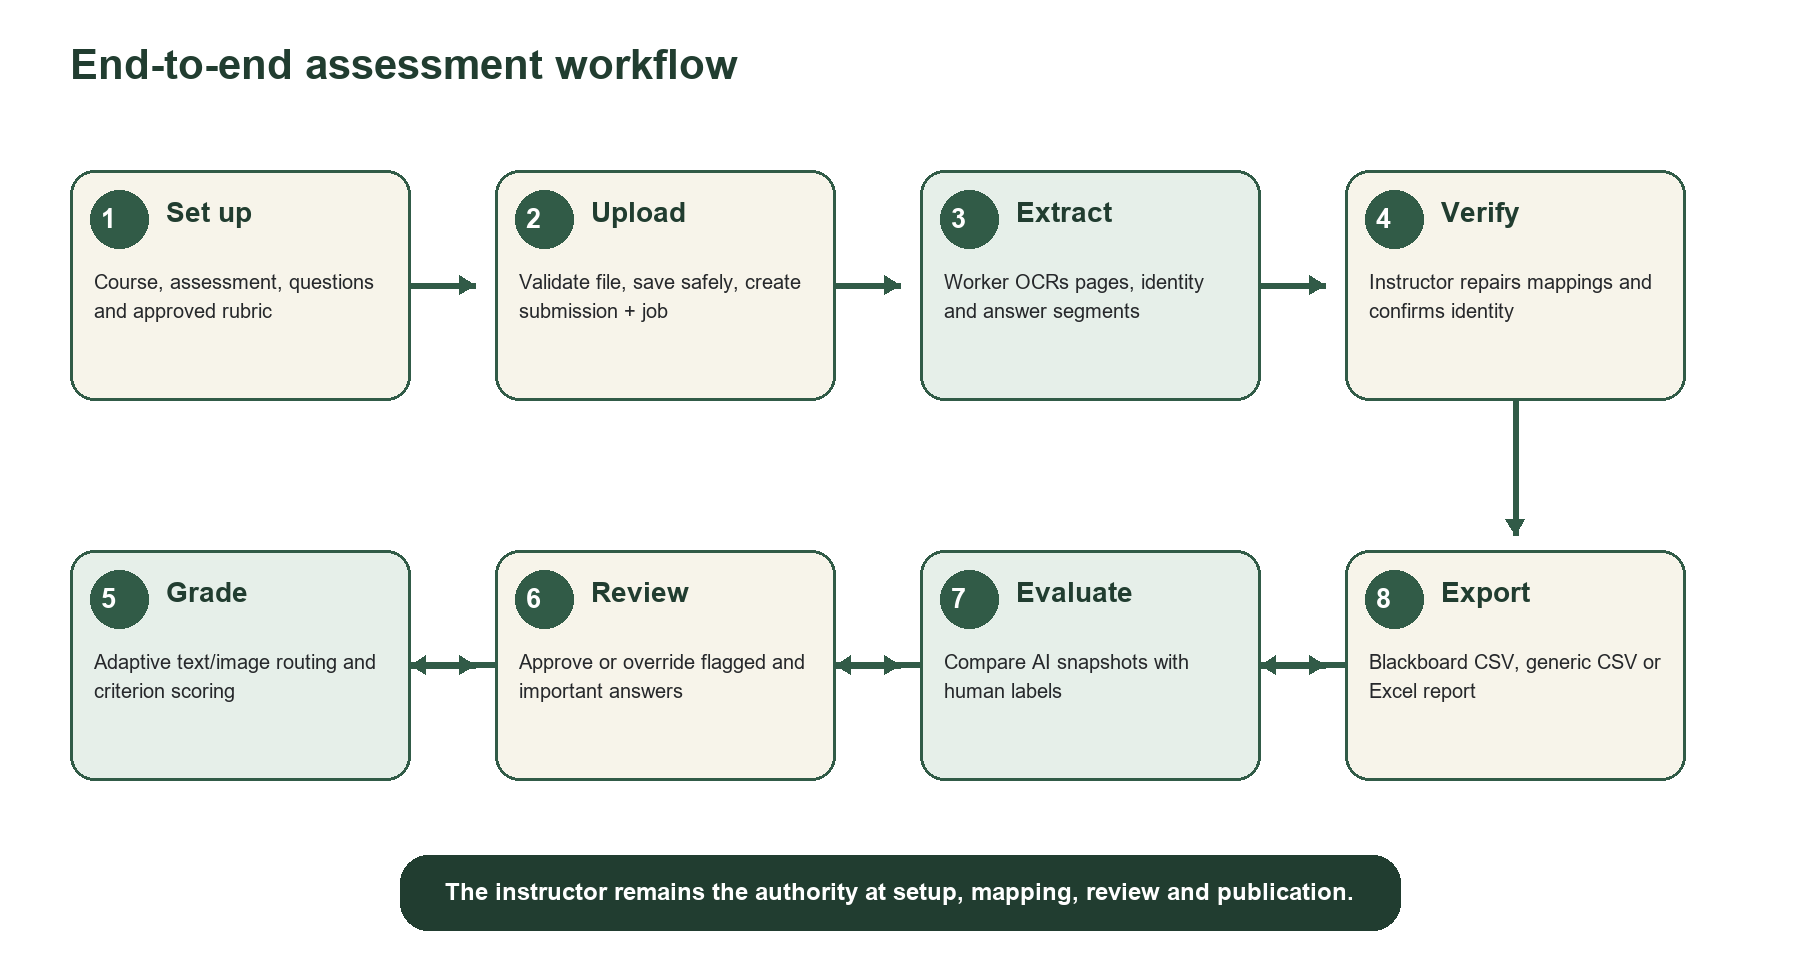 End-to-end assessment workflow
1 Set up
Course, assessment, questions
and approved rubric
2 Upload
Validate file, save safely, create
submission + job
3 Extract
Worker OCRs pages, identity
and answer segments
4 Verify
Instructor repairs mappings and
confirms identity
5 Grade
Adaptive text/image routing and
criterion scoring
6 Review
Approve or override flagged and
important answers
7 Evaluate
Compare AI snapshots with
human labels
8 Export
Blackboard CSV, generic CSV or
Excel report
The instructor remains the authority at setup, mapping, review and publication.